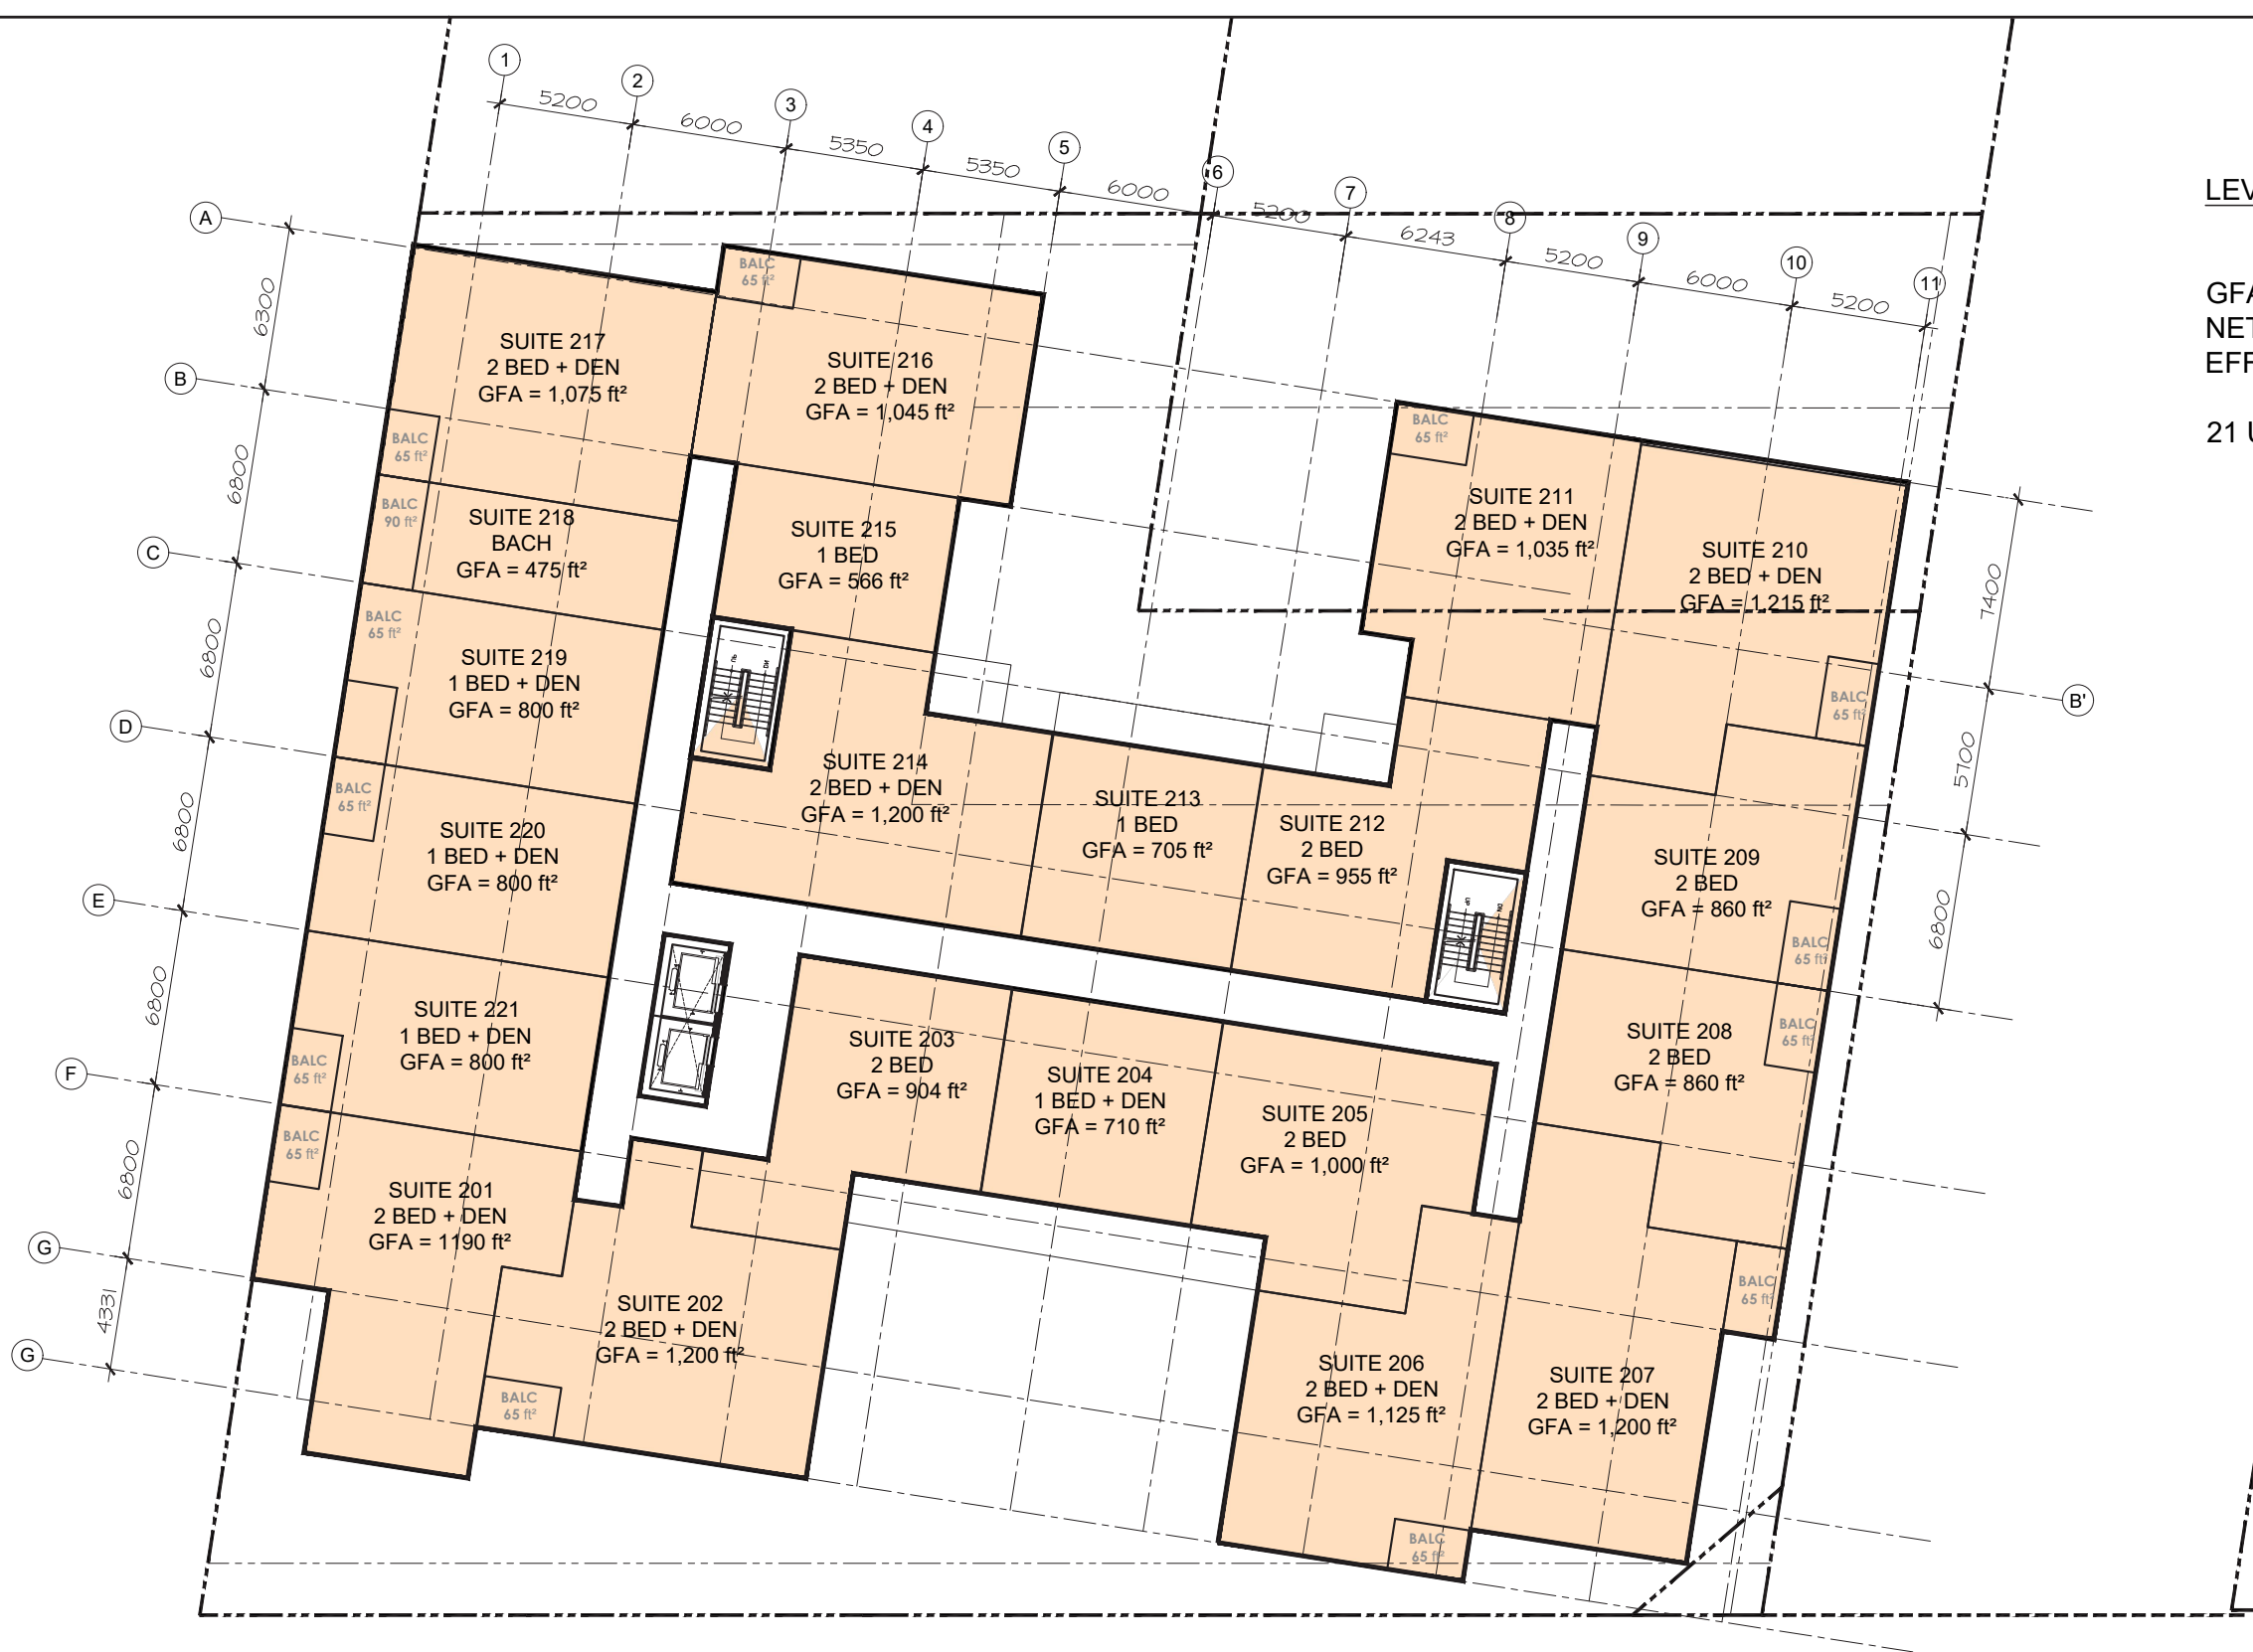 1
2
3
4
5
6
7
8
9
10
11
5200
6000
5350
5350
6000
5200
6243
5200
6000
5200
A
B
C
D
E
F
G
G
6300
6800
6800
6800
6800
6800
4331
B'
7400
5700
6800
LEV
GFA
NET
EFF
21 U
SUITE 217
2 BED + DEN
GFA = 1,075 ft²
BALC
65 ft²
SUITE 216
2 BED + DEN
GFA = 1,045 ft²
BALC
65 ft²
SUITE 218
BACH
GFA = 475 ft²
BALC
90 ft²
SUITE 215
1 BED
GFA = 566 ft²
SUITE 211
2 BED + DEN
GFA = 1,035 ft²
BALC
65 ft²
SUITE 210
2 BED + DEN
GFA = 1,215 ft²
BALC
65 ft²
SUITE 219
1 BED + DEN
GFA = 800 ft²
BALC
65 ft²
SUITE 214
2 BED + DEN
GFA = 1,200 ft²
SUITE 213
1 BED
GFA = 705 ft²
SUITE 212
2 BED
GFA = 955 ft²
SUITE 220
1 BED + DEN
GFA = 800 ft²
BALC
65 ft²
SUITE 209
2 BED
GFA = 860 ft²
BALC
65 ft²
SUITE 221
1 BED + DEN
GFA = 800 ft²
BALC
65 ft²
SUITE 203
2 BED
GFA = 904 ft²
SUITE 204
1 BED + DEN
GFA = 710 ft²
SUITE 205
2 BED
GFA = 1,000 ft²
SUITE 208
2 BED
GFA = 860 ft²
BALC
65 ft²
SUITE 201
2 BED + DEN
GFA = 1190 ft²
BALC
65 ft²
SUITE 202
2 BED + DEN
GFA = 1,200 ft²
BALC
65 ft²
SUITE 206
2 BED + DEN
GFA = 1,125 ft²
BALC
65 ft²
SUITE 207
2 BED + DEN
GFA = 1,200 ft²
BALC
65 ft²